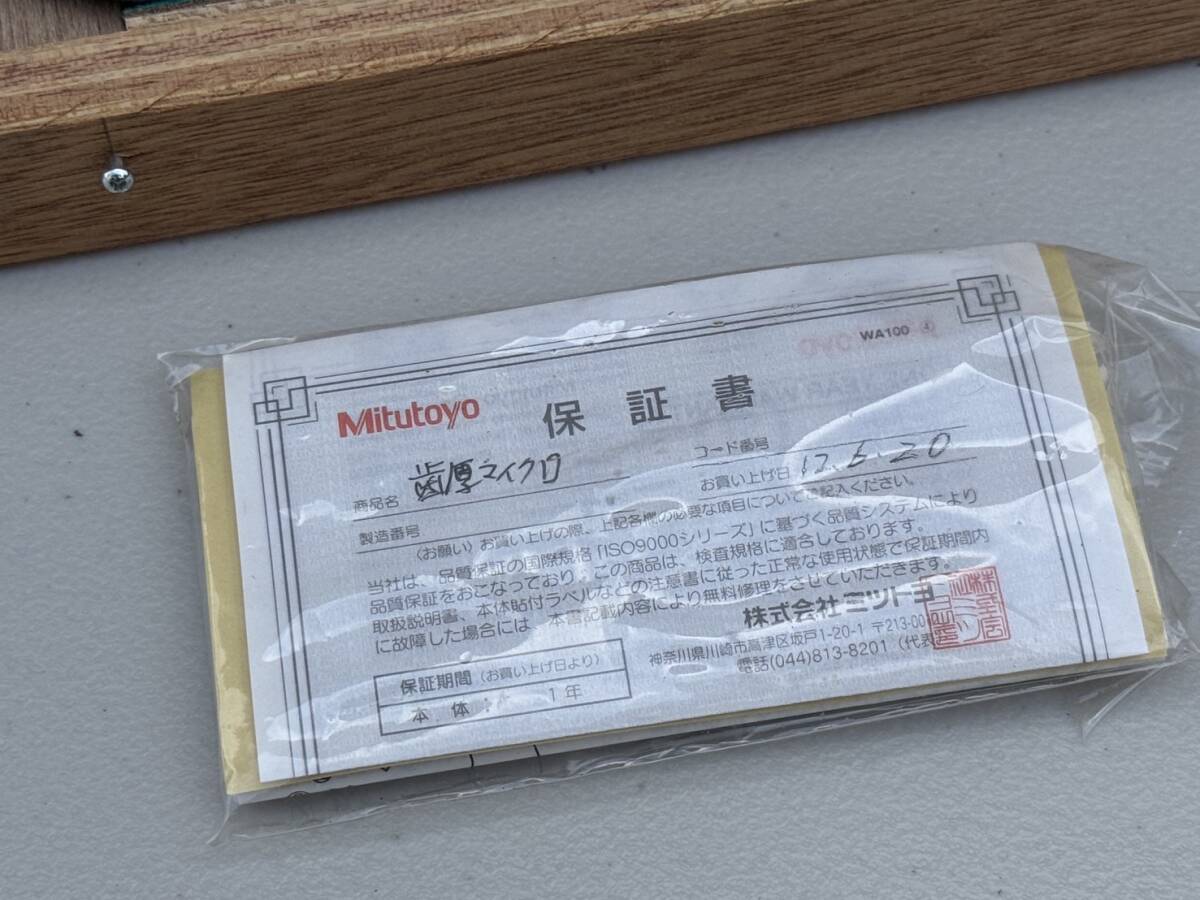 WA100 ④
Mitutoyo 保証書
商品名 歯厚マイクロ
コード番号
製造番号
お買い上げ日 12.6.20
〈お願い〉お買い上げの際、上記各欄の必要な項目についてご記入ください。
当社は、品質保証の国際規格「ISO9000シリーズ」に基づく品質システムにより
品質保証をおこなっており、この商品は、検査規格に適合しております。
取扱説明書、本体貼付ラベルなどの注意書に従った正常な使用状態で保証期間内
に故障した場合には、本書記載内容により無料修理をさせていただきます。
株式会社ミツトヨ
神奈川県川崎市高津区坂戸1-20-1 〒213-00
電話(044)813-8201 (代表
保証期間 (お買い上げ日より)
本体: 1年